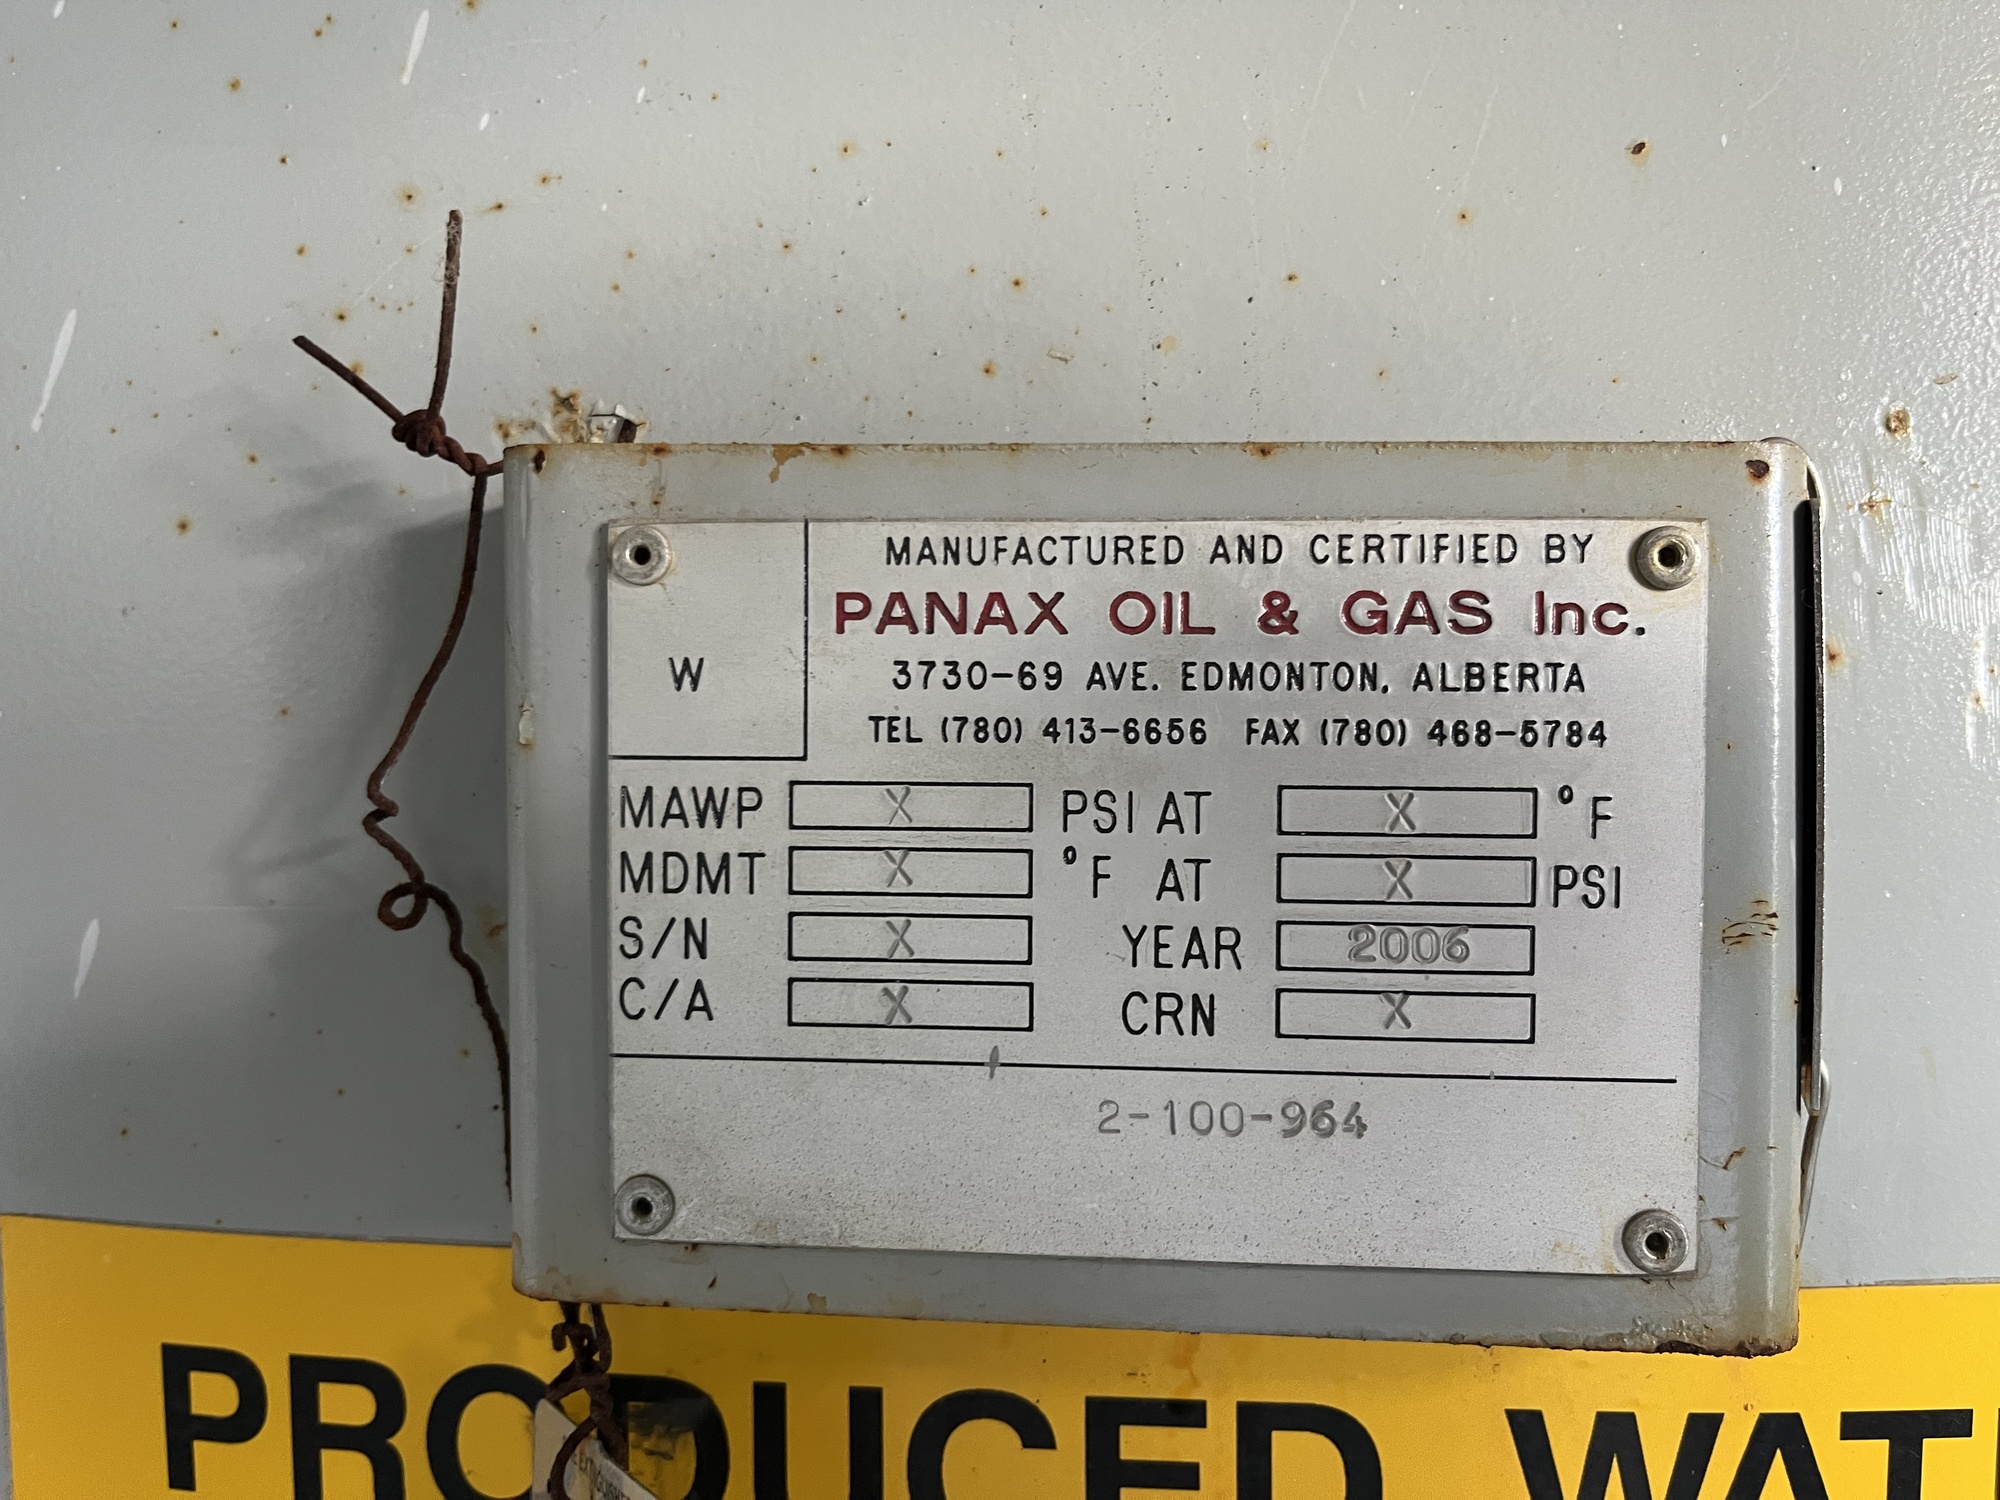 MANUFACTURED AND CERTIFIED BY
PANAX OIL & GAS Inc.
W
3730-69 AVE. EDMONTON, ALBERTA
TEL (780) 413-6656 FAX (780) 468-5784
MAWP X PSI AT X °F
MDMT X °F AT X PSI
S/N X YEAR 2006
C/A X CRN X
2-100-964
PRODUCED WAT